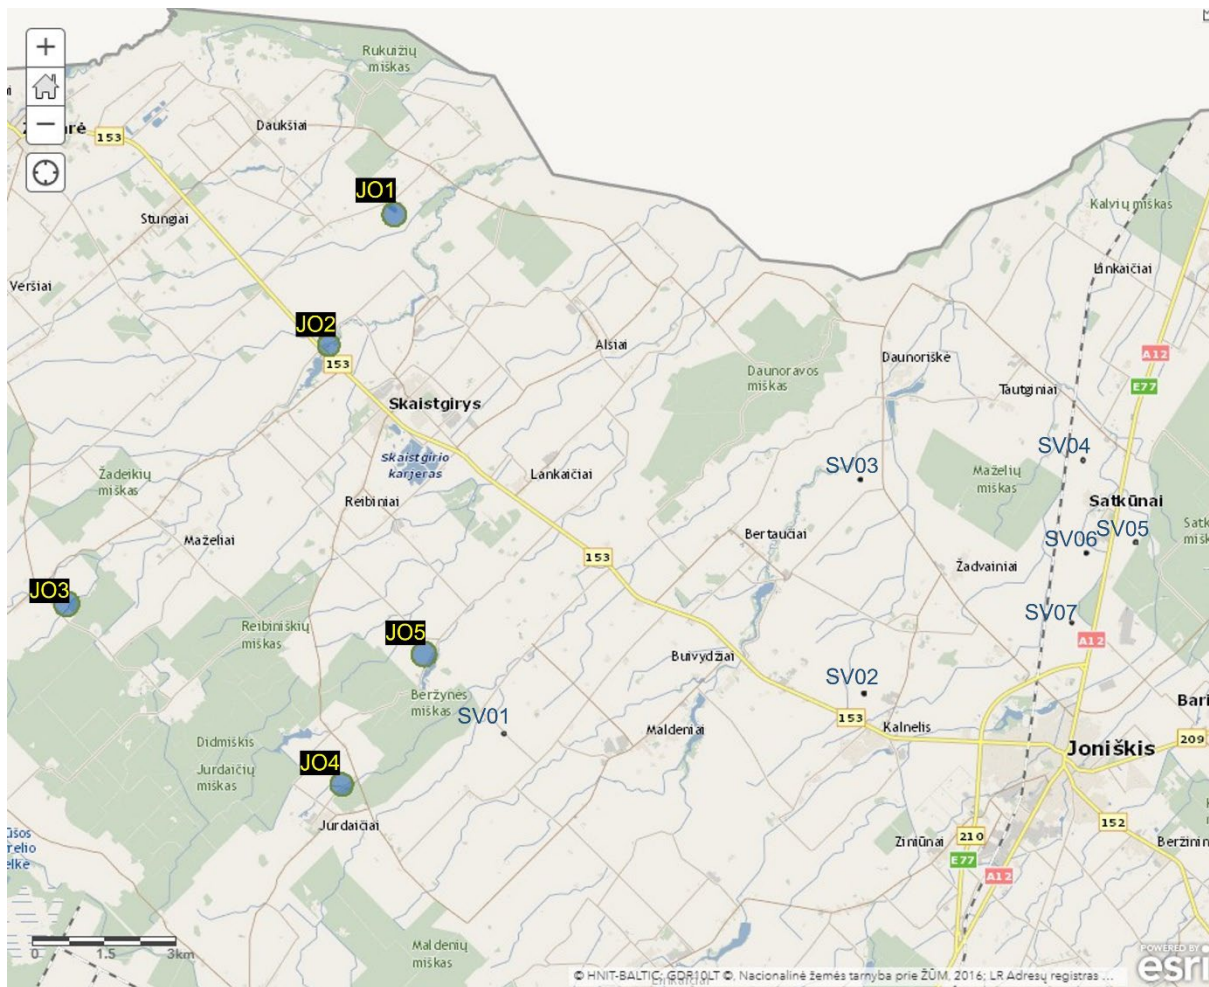 +
Rukuižių
miškas
−
Daukšiai
153
JO1
Stungiai
Kalvių miškas
Veršiai
Linkaičiai
JO2
Alšiai
Daunoriškė
A12
153
Daunoravos
miškas
E77
Tautginiai
Skaistgirys
SV04
Skaistgirio
karjeras
SV03
Maželių
miškas
Žadeikių
miškas
Lankaičiai
Reibiniai
Satkūnai
SV05
Bertaučiai
SV06
Maželiai
153
Žadvainiai
JO3
SV07
Reibiniškių
miškas
JO5
A12
Buivydžiai
SV02
Beržynės
miškas
SV01
153
Kalnelis
Maldeniai
Didmiškis
Jurdaičių
miškas
Joniškis
209
JO4
Jurdaičiai
152
Ziniūnai
210
E77
A12
Maldenių
miškas
0 1.5 3km
POWERED BY
esri
© HNIT-BALTIC; GDR10LT ©, Nacionalinė žemės tarnyba prie ŽŪM, 2016; LR Adresų registras ...